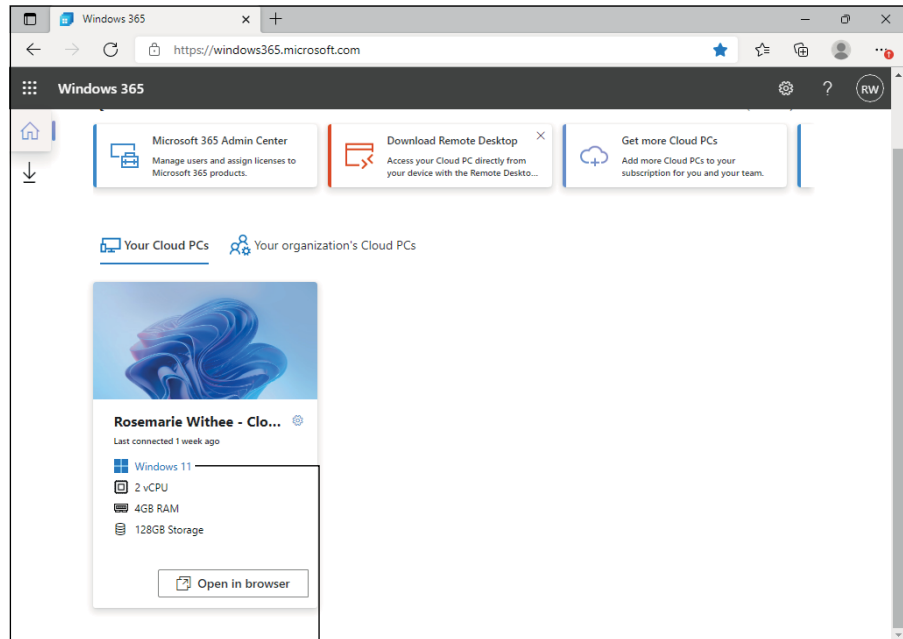 Windows 365
https://windows365.microsoft.com
Windows 365
?
RW
Microsoft 365 Admin Center
Manage users and assign licenses to
Microsoft 365 products.
Download Remote Desktop
Access your Cloud PC directly from
your device with the Remote Deskto...
Get more Cloud PCs
Add more Cloud PCs to your
subscription for you and your team.
Your Cloud PCs
Your organization's Cloud PCs
Rosemarie Withee - Clo...
Last connected 1 week ago
Windows 11
2 vCPU
4GB RAM
128GB Storage
Open in browser